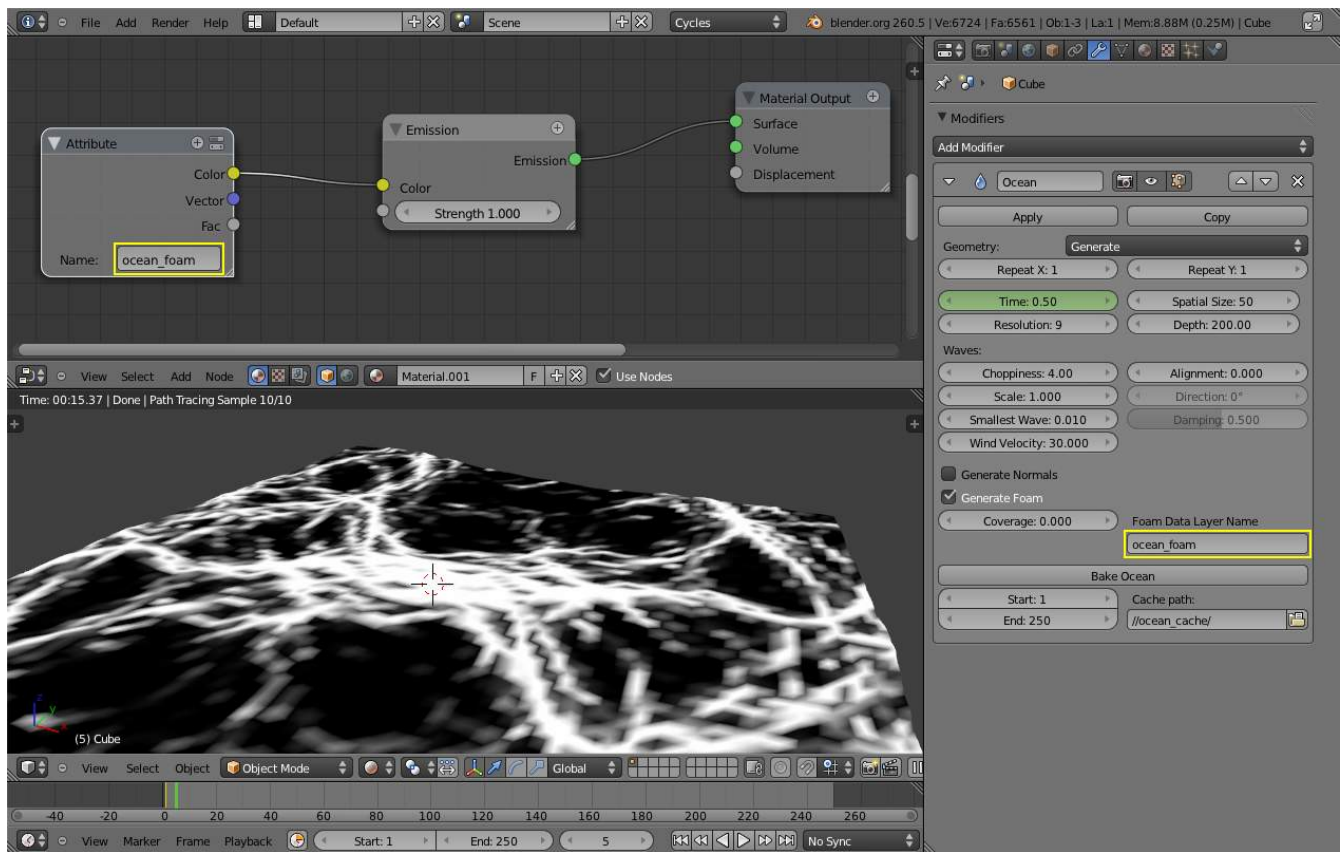 File Add Render Help Default Scene Cycles blender.org 260.5 | Ve:6724 | Fa:6561 | Ob:1-3 | La:1 | Mem:8.88M (0.25M) | Cube
Attribute
Color
Vector
Fac
Name: ocean_foam
Emission
Emission
Color
Strength 1.000
Material Output
Surface
Volume
Displacement
View Select Add Node Material.001 F Use Nodes
Time: 00:15.37 | Done | Path Tracing Sample 10/10
z
y
x
(5) Cube
View Select Object Object Mode Global
-40 -20 0 20 40 60 80 100 120 140 160 180 200 220 240 260
View Marker Frame Playback Start: 1 End: 250 5 No Sync
Cube
Modifiers
Add Modifier
Ocean
Apply Copy
Geometry: Generate
Repeat X: 1 Repeat Y: 1
Time: 0.50 Spatial Size: 50
Resolution: 9 Depth: 200.00
Waves:
Choppiness: 4.00 Alignment: 0.000
Scale: 1.000 Direction: 0°
Smallest Wave: 0.010 Damping: 0.500
Wind Velocity: 30.000
Generate Normals
Generate Foam
Coverage: 0.000 Foam Data Layer Name
ocean_foam
Bake Ocean
Start: 1 Cache path:
End: 250 //ocean_cache/